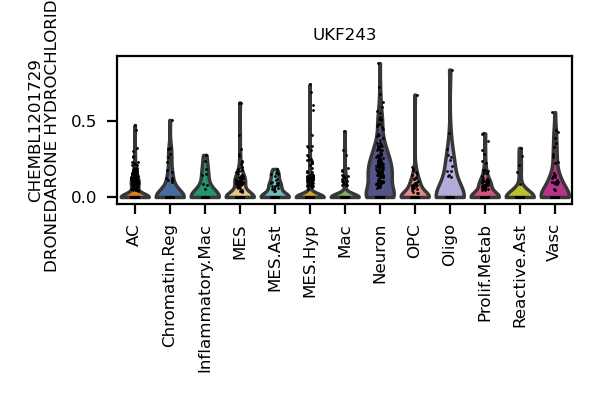 UKF243
CHEMBL1201729
DRONEDARONE HYDROCHLORID
0.5
0.0
AC
Chromatin.Reg
Inflammatory.Mac
MES
MES.Ast
MES.Hyp
Mac
Neuron
OPC
Oligo
Prolif.Metab
Reactive.Ast
Vasc